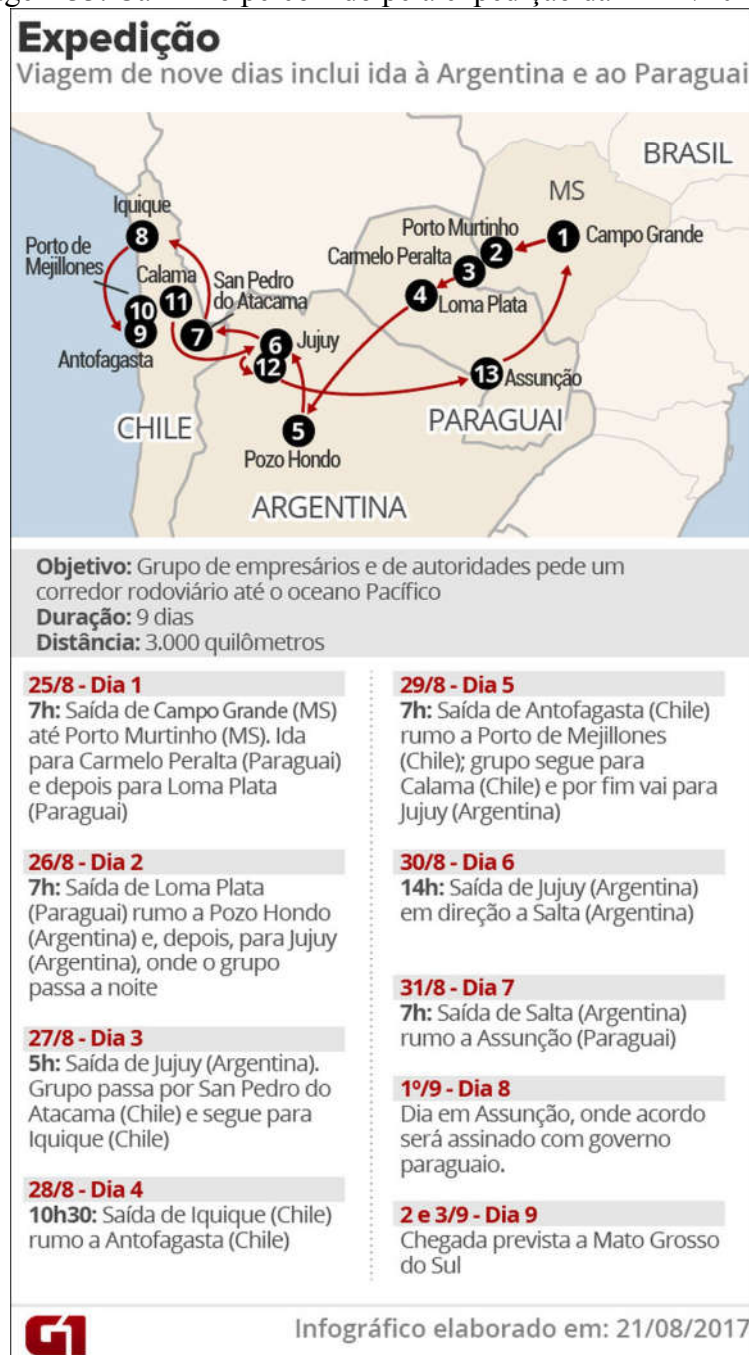 Expedição
Viagem de nove dias inclui ida à Argentina e ao Paraguai
BRASIL
MS
Iquique
8
Porto Murtinho
2
1
Campo Grande
Porto de
Mejillones
Calama
San Pedro
do Atacama
Carmelo Peralta
3
4
Loma Plata
10
11
9
7
6
Jujuy
12
Antofagasta
13
Assunção
CHILE
5
PARAGUAI
Pozo Hondo
ARGENTINA
Objetivo: Grupo de empresários e de autoridades pede um
corredor rodoviário até o oceano Pacífico
Duração: 9 dias
Distância: 3.000 quilômetros
25/8 - Dia 1
7h: Saída de Campo Grande (MS)
até Porto Murtinho (MS). Ida
para Carmelo Peralta (Paraguai)
e depois para Loma Plata
(Paraguai)
26/8 - Dia 2
7h: Saída de Loma Plata
(Paraguai) rumo a Pozo Hondo
(Argentina) e, depois, para Jujuy
(Argentina), onde o grupo
passa a noite
27/8 - Dia 3
5h: Saída de Jujuy (Argentina).
Grupo passa por San Pedro do
Atacama (Chile) e segue para
Iquique (Chile)
28/8 - Dia 4
10h30: Saída de Iquique (Chile)
rumo a Antofagasta (Chile)
29/8 - Dia 5
7h: Saída de Antofagasta (Chile)
rumo a Porto de Mejillones
(Chile); grupo segue para
Calama (Chile) e por fim vai para
Jujuy (Argentina)
30/8 - Dia 6
14h: Saída de Jujuy (Argentina)
em direção a Salta (Argentina)
31/8 - Dia 7
7h: Saída de Salta (Argentina)
rumo a Assunção (Paraguai)
1º/9 - Dia 8
Dia em Assunção, onde acordo
será assinado com governo
paraguaio.
2 e 3/9 - Dia 9
Chegada prevista a Mato Grosso
do Sul
G1
Infográfico elaborado em: 21/08/2017